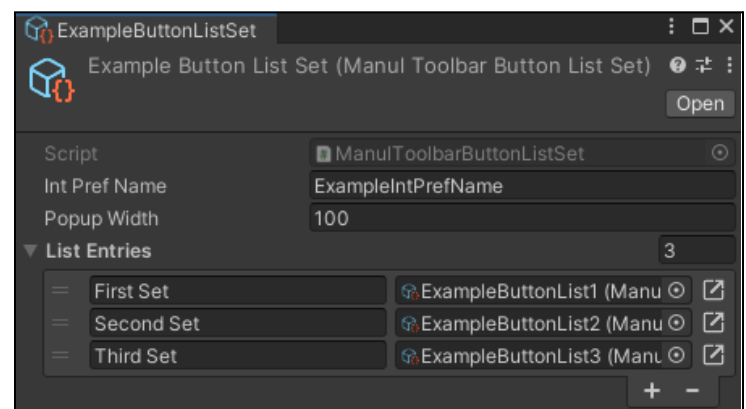 ExampleButtonListSet
Example Button List Set (Manul Toolbar Button List Set)
Open
Script ManulToolbarButtonListSet
Int Pref Name ExampleIntPrefName
Popup Width 100
List Entries 3
First Set ExampleButtonList1 (Manu
Second Set ExampleButtonList2 (Manu
Third Set ExampleButtonList3 (Manu
+ -